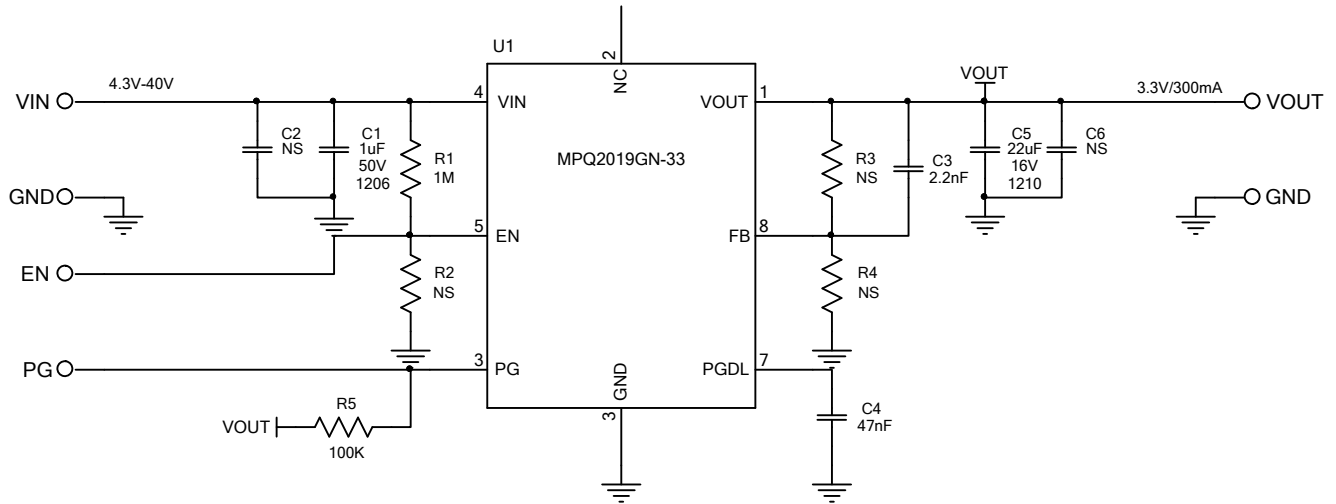 U1
2
NC
4.3V-40V
VIN
4
VIN
VOUT
1
VOUT
3.3V/300mA
VOUT
C2
NS
C1
1uF
50V
1206
R1
1M
MPQ2019GN-33
R3
NS
C3
2.2nF
C5
22uF
16V
1210
C6
NS
GND
GND
5
EN
FB
8
EN
R2
NS
R4
NS
PG
3
PG
PGDL
7
GND
3
VOUT
R5
100K
C4
47nF